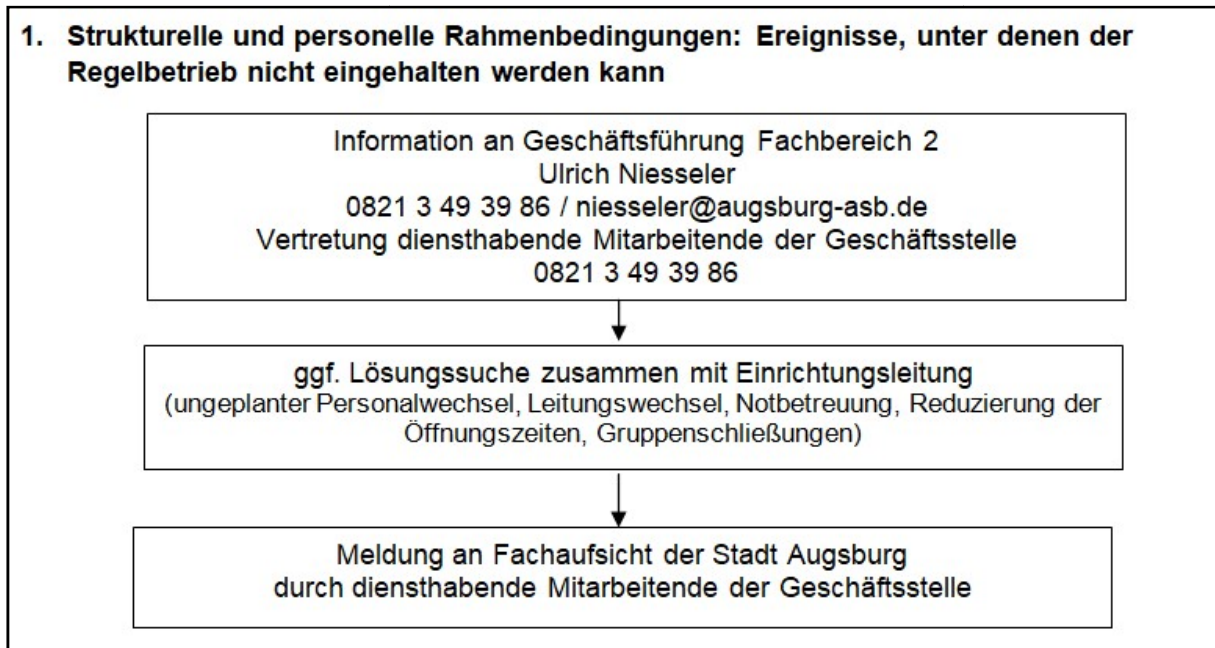 1. Strukturelle und personelle Rahmenbedingungen: Ereignisse, unter denen der
Regelbetrieb nicht eingehalten werden kann
Information an Geschäftsführung Fachbereich 2
Ulrich Niesseler
0821 3 49 39 86 / niesseler@augsburg-asb.de
Vertretung diensthabende Mitarbeitende der Geschäftsstelle
0821 3 49 39 86
ggf. Lösungssuche zusammen mit Einrichtungsleitung
(ungeplanter Personalwechsel, Leitungswechsel, Notbetreuung, Reduzierung der
Öffnungszeiten, Gruppenschließungen)
Meldung an Fachaufsicht der Stadt Augsburg
durch diensthabende Mitarbeitende der Geschäftsstelle